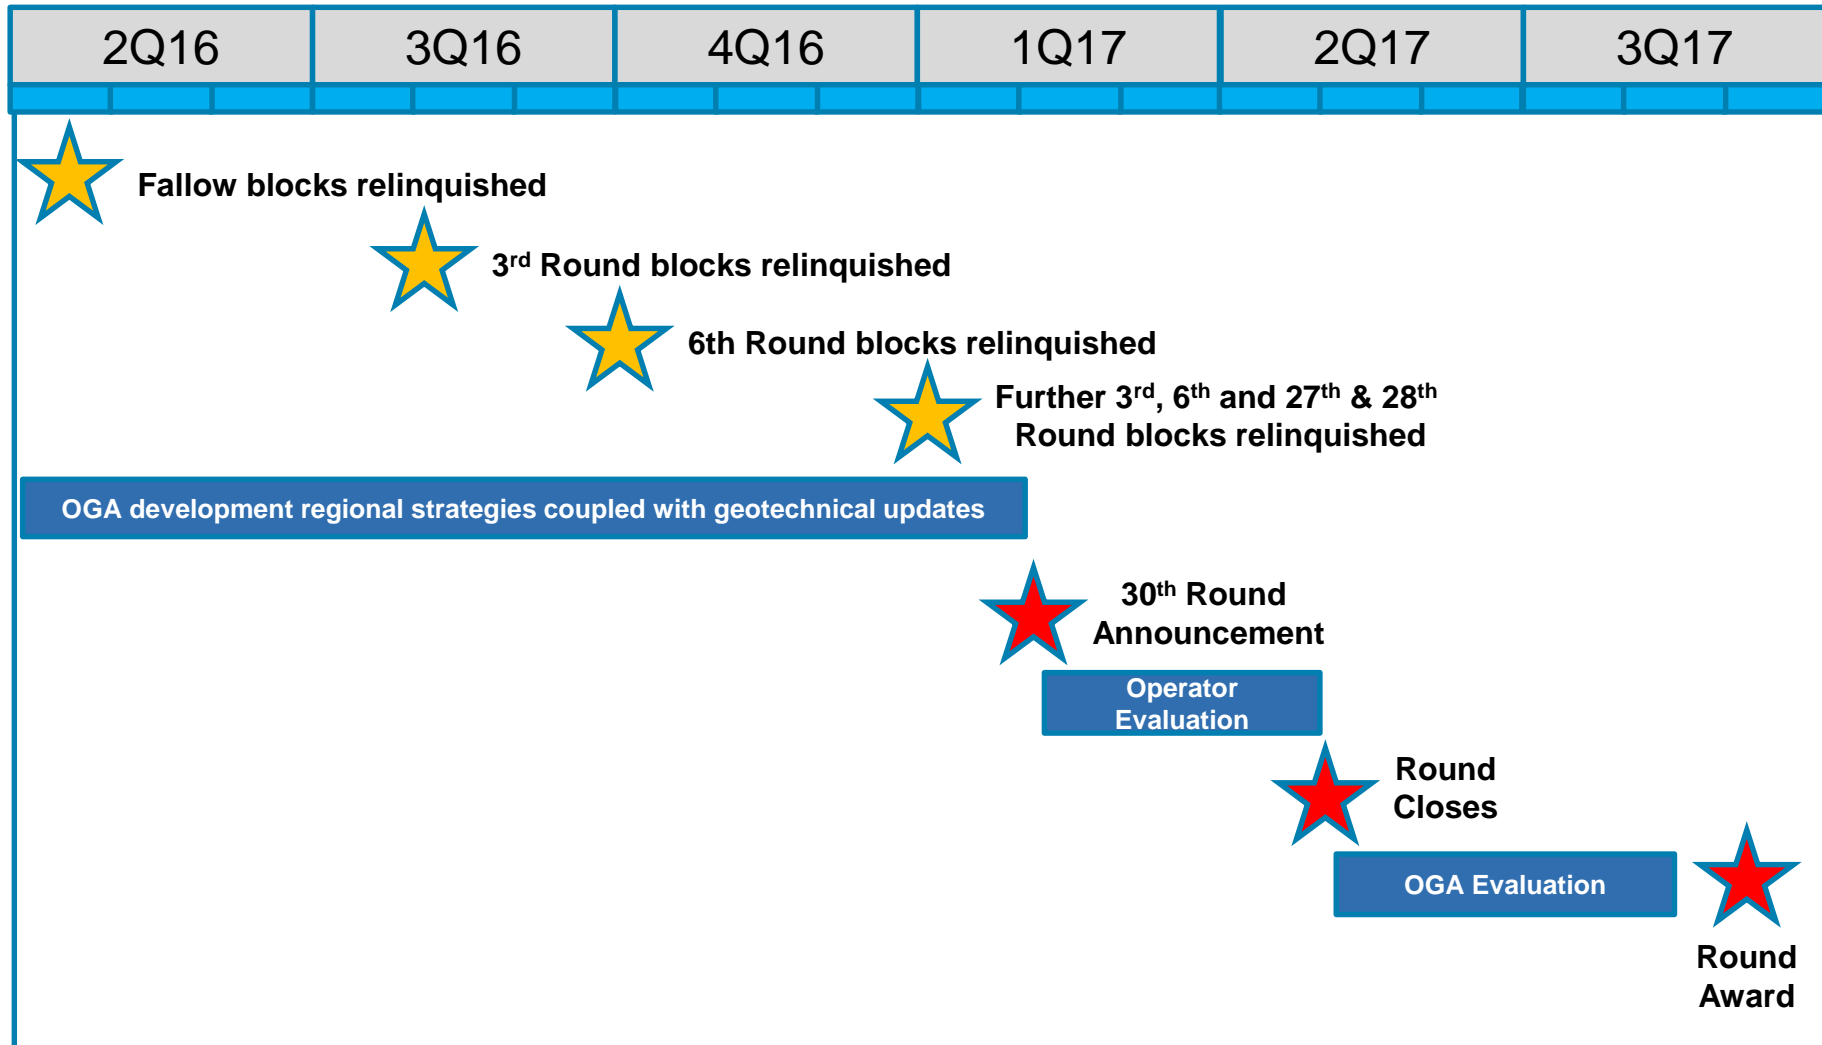 2Q16 3Q16 4Q16 1Q17 2Q17 3Q17
Fallow blocks relinquished
3rd Round blocks relinquished
6th Round blocks relinquished
Further 3rd, 6th and 27th & 28th
Round blocks relinquished
OGA development regional strategies coupled with geotechnical updates
30th Round
Announcement
Operator
Evaluation
Round
Closes
OGA Evaluation
Round
Award